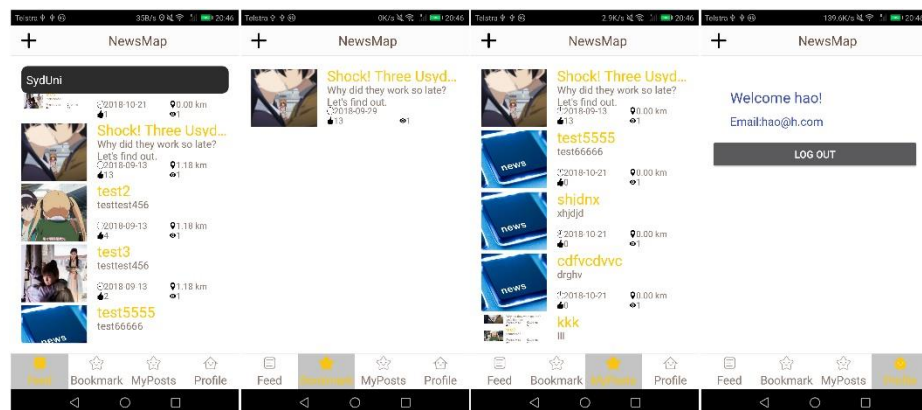 Telstra 35B/s 20:46
NewsMap
SydUni
2018-10-21 0.00 km
1
Shock! Three Usyd...
Why did they work so late?
Let's find out.
2018-09-13 1.18 km
13 1
test2
testtest456
2018-09-13 1.18 km
4 1
test3
testtest456
2018-09-13 1.18 km
2 1
test5555
test66666
news
Feed Bookmark MyPosts Profile
Telstra 0K/s 20:46
NewsMap
Shock! Three Usyd...
Why did they work so late?
Let's find out.
2018-09-29
13 1
Feed Bookmark MyPosts Profile
Telstra 2.9K/s 20:46
NewsMap
Shock! Three Usyd...
Why did they work so late?
Let's find out.
2018-09-13 0.00 km
13 1
test5555
test66666
news
2018-10-21 0.00 km
0 1
shidnx
xhjdjd
news
2018-10-21 0.00 km
0 1
cdfvcdvvc
drghv
news
2018-10-21 0.00 km
0 1
kkk
lll
Feed Bookmark MyPosts Profile
Telstra 139.6K/s 20:46
NewsMap
Welcome hao!
Email:hao@h.com
LOG OUT
Feed Bookmark MyPosts Profile